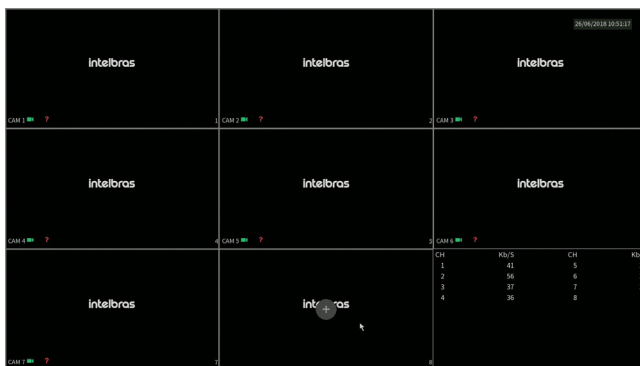 26/06/2018 10:51:17
intelbras
intelbras
intelbras
CAM 1 ?
1
CAM 2 ?
2
CAM 3 ?
intelbras
intelbras
intelbras
CAM 4 ?
4
CAM 5 ?
5
CAM 6 ?
CH Kb/S CH Kb
1 41 5
2 56 6
3 37 7
4 36 8
intelbras
intelbras
CAM 7 ?
7
8